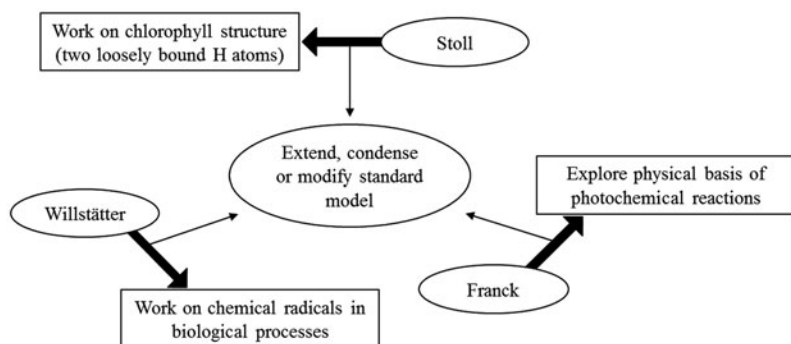 Work on chlorophyll structure
(two loosely bound H atoms)
Stoll
Extend, condense
or modify standard
model
Explore physical basis of
photochemical reactions
Willstätter
Franck
Work on chemical radicals in
biological processes